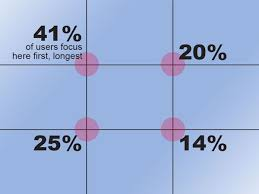 41%
of users focus
here first, longest
20%
25%
14%